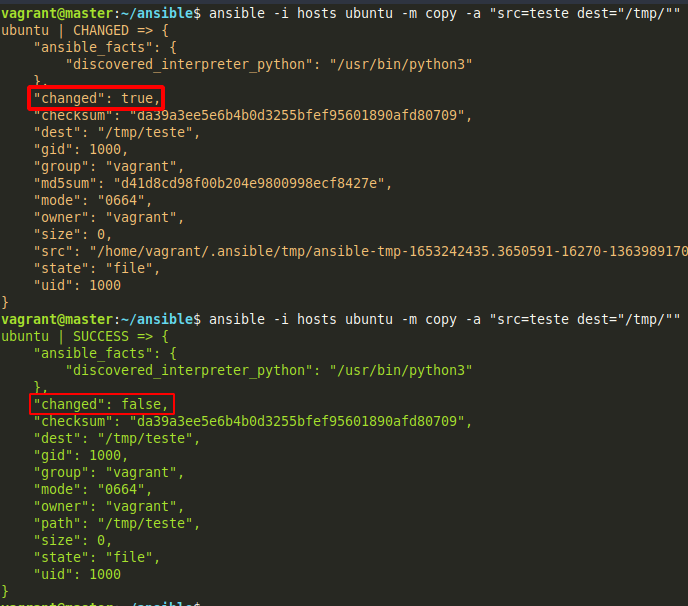 vagrant@master:~/ansible$ ansible -i hosts ubuntu -m copy -a "src=teste dest="/tmp/""
ubuntu | CHANGED => {
    "ansible_facts": {
        "discovered_interpreter_python": "/usr/bin/python3"
    },
    "changed": true,
    "checksum": "da39a3ee5e6b4b0d3255bfef95601890afd80709",
    "dest": "/tmp/teste",
    "gid": 1000,
    "group": "vagrant",
    "md5sum": "d41d8cd98f00b204e9800998ecf8427e",
    "mode": "0664",
    "owner": "vagrant",
    "size": 0,
    "src": "/home/vagrant/.ansible/tmp/ansible-tmp-1653242435.3650591-16270-1363989170
    "state": "file",
    "uid": 1000
}
vagrant@master:~/ansible$ ansible -i hosts ubuntu -m copy -a "src=teste dest="/tmp/""
ubuntu | SUCCESS => {
    "ansible_facts": {
        "discovered_interpreter_python": "/usr/bin/python3"
    },
    "changed": false,
    "checksum": "da39a3ee5e6b4b0d3255bfef95601890afd80709",
    "dest": "/tmp/teste",
    "gid": 1000,
    "group": "vagrant",
    "mode": "0664",
    "owner": "vagrant",
    "path": "/tmp/teste",
    "size": 0,
    "state": "file",
    "uid": 1000
}
vagrant@master:~/ansible$